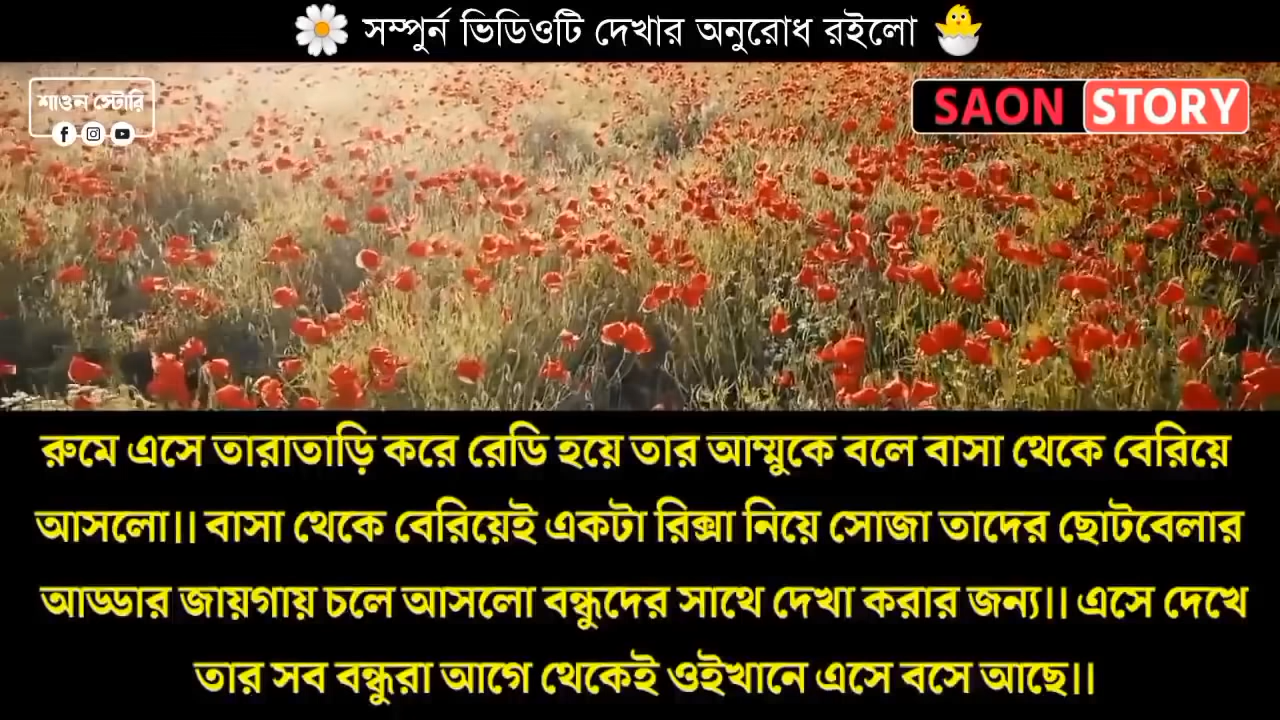 সম্পুর্ন ভিডিওটি দেখার অনুরোধ রইলো
শাওন স্টোরি
SAON STORY
রুমে এসে তারাতাড়ি করে রেডি হয়ে তার আম্মুকে বলে বাসা থেকে বেরিয়ে
আসলো।। বাসা থেকে বেরিয়েই একটা রিক্সা নিয়ে সোজা তাদের ছোটবেলার
আড্ডার জায়গায় চলে আসলো বন্ধুদের সাথে দেখা করার জন্য।। এসে দেখে
তার সব বন্ধুরা আগে থেকেই ওইখানে এসে বসে আছে।।